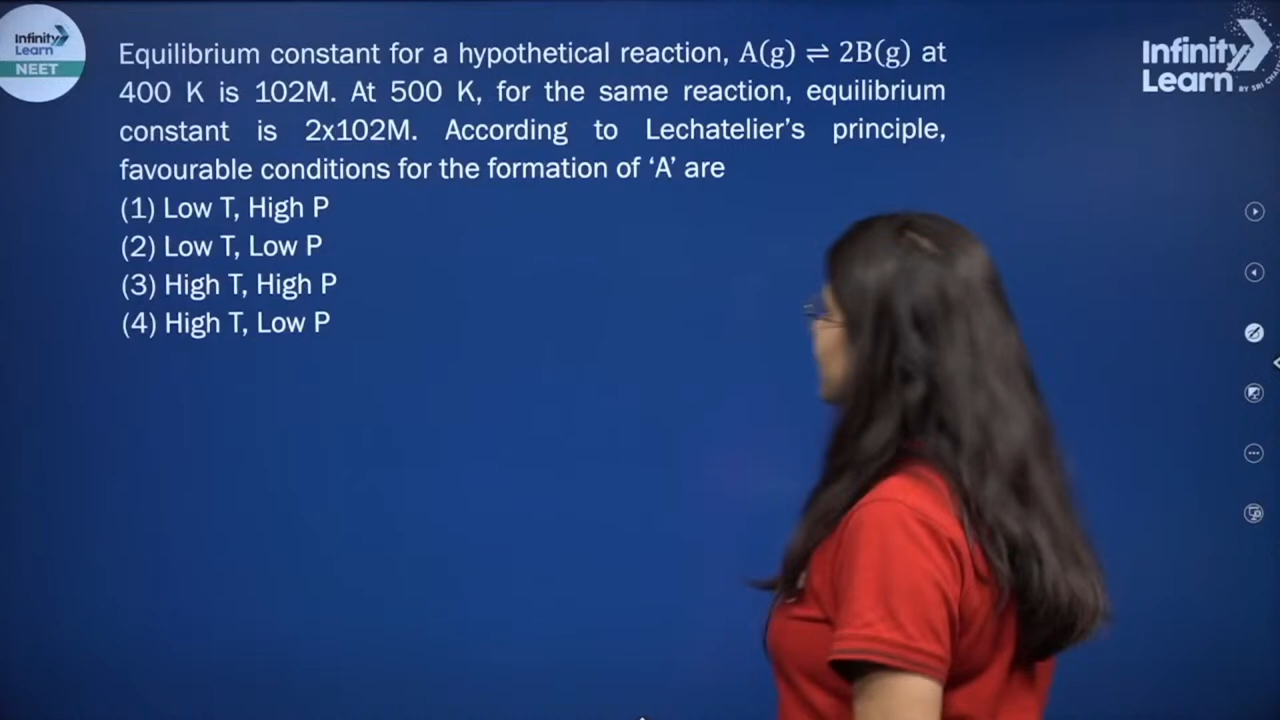 Infinity
Learn
NEET
Equilibrium constant for a hypothetical reaction, A(g) ⇌ 2B(g) at
400 K is 102M. At 500 K, for the same reaction, equilibrium
constant is 2x102M. According to Lechatelier's principle,
favourable conditions for the formation of ‘A’ are
(1) Low T, High P
(2) Low T, Low P
(3) High T, High P
(4) High T, Low P
Infinity
Learn
BY SRI